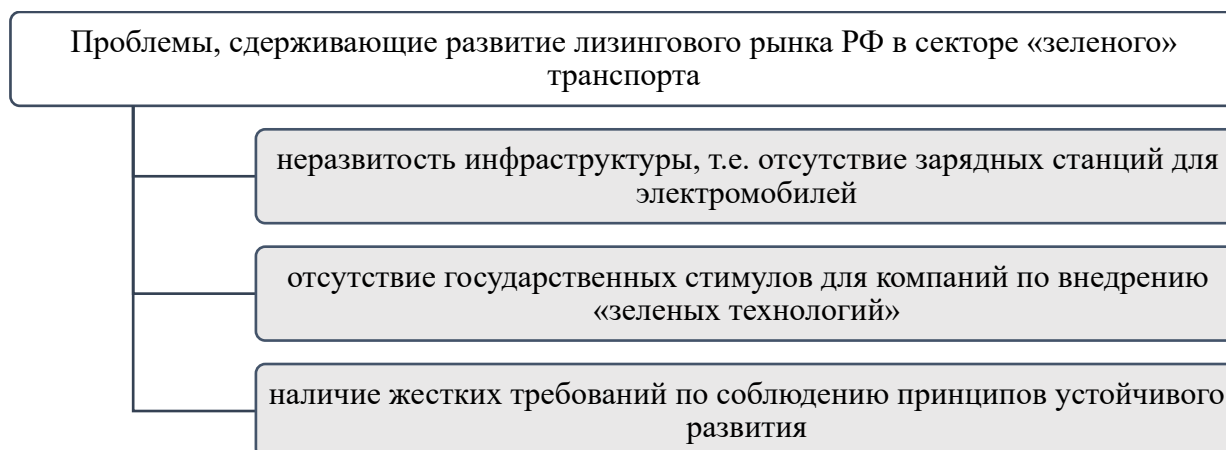 Проблемы, сдерживающие развитие лизингового рынка РФ в секторе «зеленого»
транспорта
неразвитость инфраструктуры, т.е. отсутствие зарядных станций для
электромобилей
отсутствие государственных стимулов для компаний по внедрению
«зеленых технологий»
наличие жестких требований по соблюдению принципов устойчивого
развития